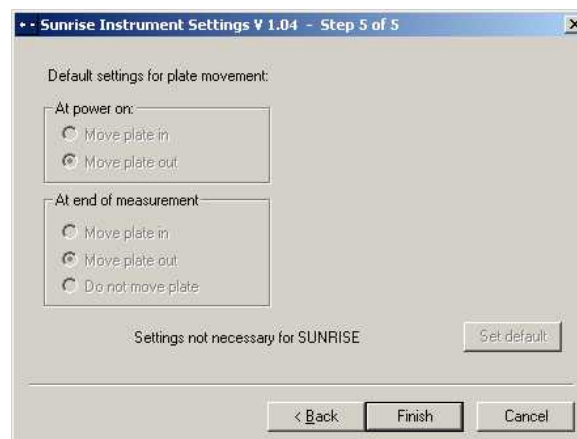 Sunrise Instrument Settings V 1.04 - Step 5 of 5
Default settings for plate movement:
At power on:
Move plate in
Move plate out
At end of measurement
Move plate in
Move plate out
Do not move plate
Settings not necessary for SUNRISE
Set default
< Back
Finish
Cancel